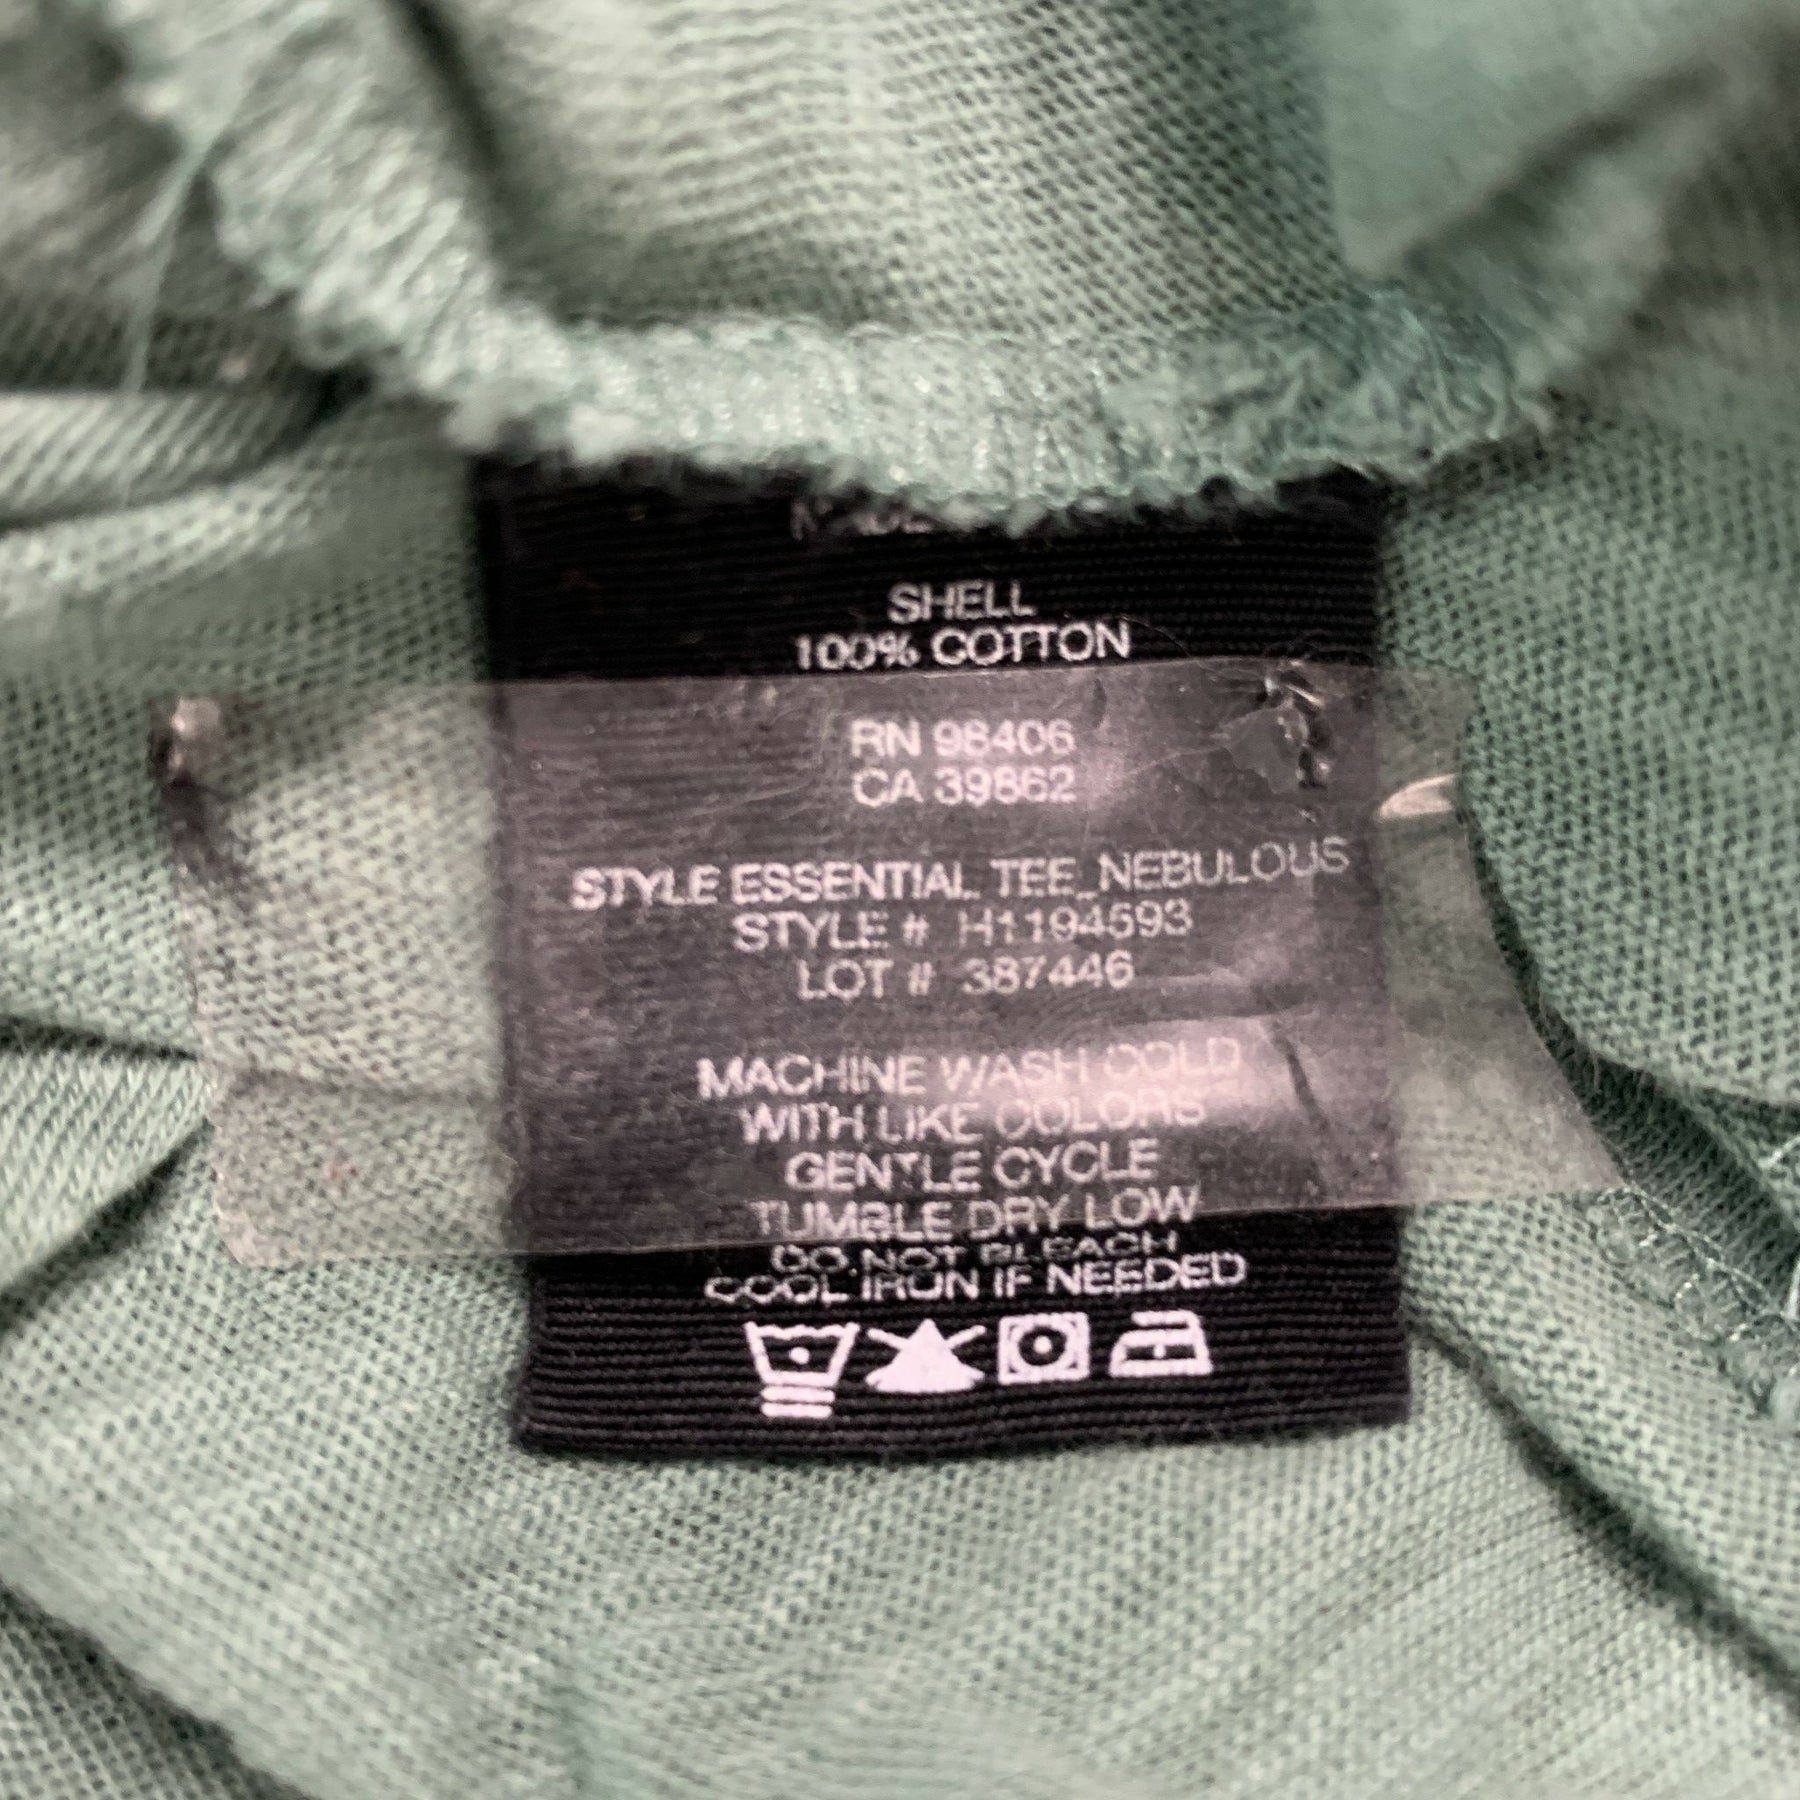 MADE
SHELL
100% COTTON
RN 98406
CA 39862
STYLE ESSENTIAL TEE_NEBULOUS
STYLE # H1194593
LOT # 387446
MACHINE WASH COLD
WITH LIKE COLORS
GENTLE CYCLE
TUMBLE DRY LOW
DO NOT BLEACH
COOL IRON IF NEEDED